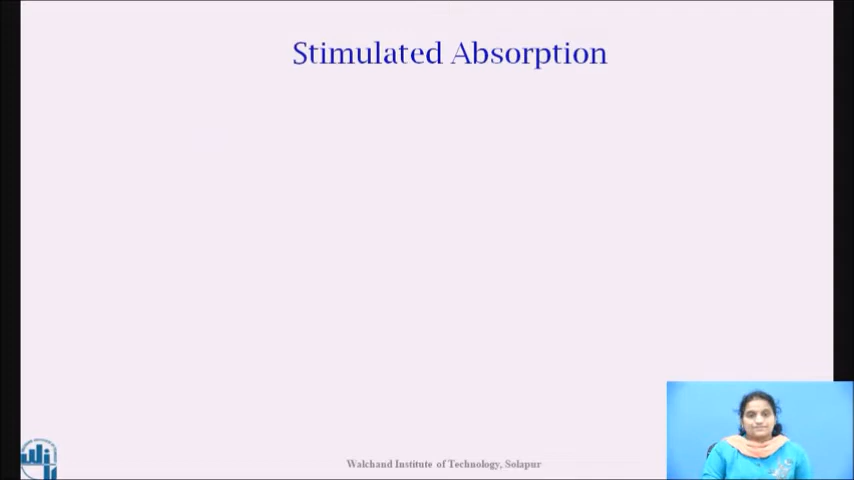 Stimulated Absorption
Walchand Institute of Technology, Solapur